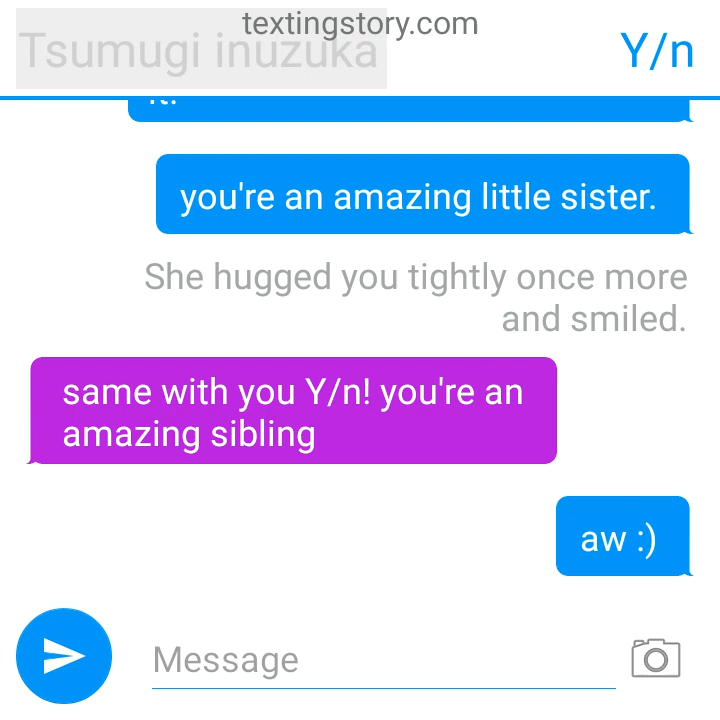 textingstory.com
Tsumugi inuzuka
Y/n
you're an amazing little sister.
She hugged you tightly once more
and smiled.
same with you Y/n! you're an
amazing sibling
aw :)
Message